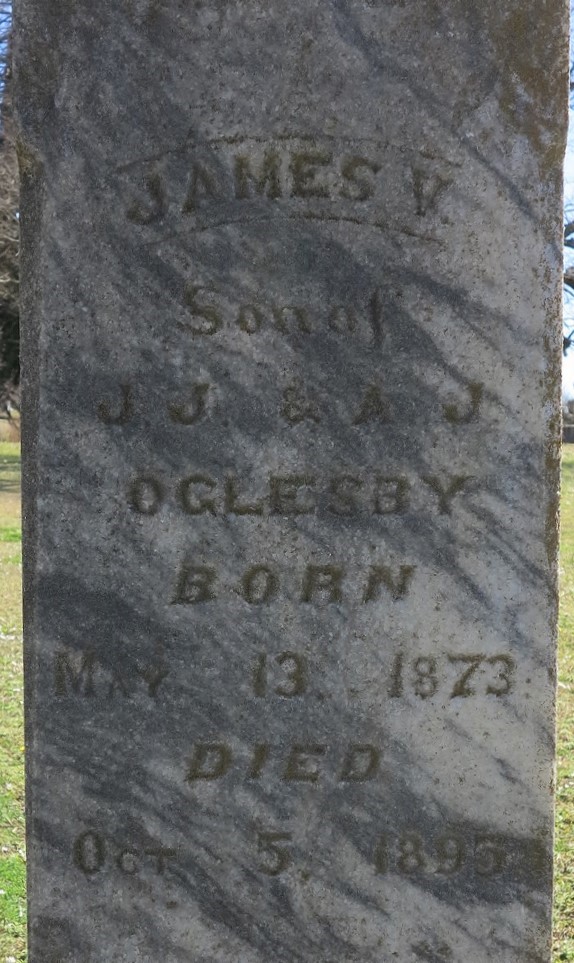 JAMES V.
Son of
J. J. & A. J.
OGLESBY
BORN
MAY 13, 1873.
DIED
OCT. 5, 1895